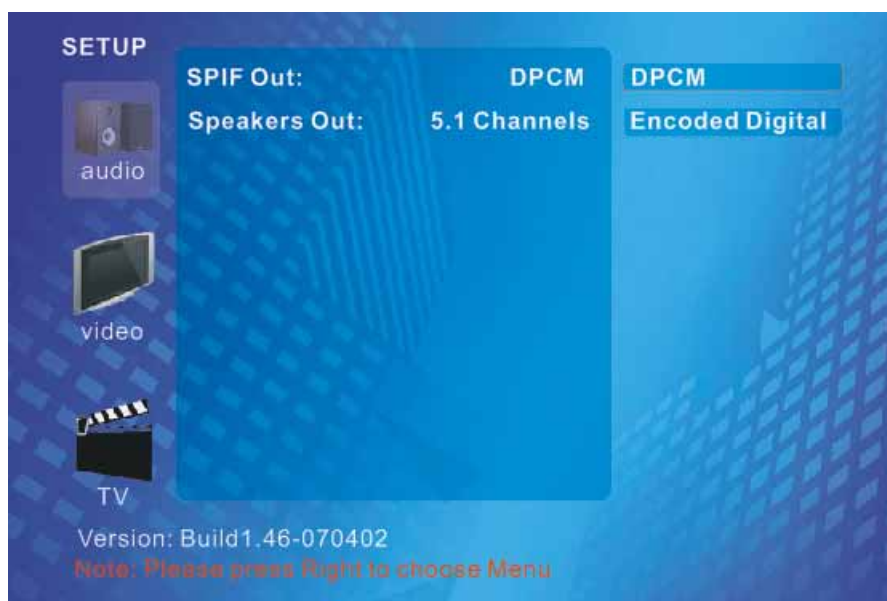 SETUP
SPIF Out: DPCM DPCM
Speakers Out: 5.1 Channels Encoded Digital
audio
video
TV
Version: Build1.46-070402
Note: Please press Right to choose Menu